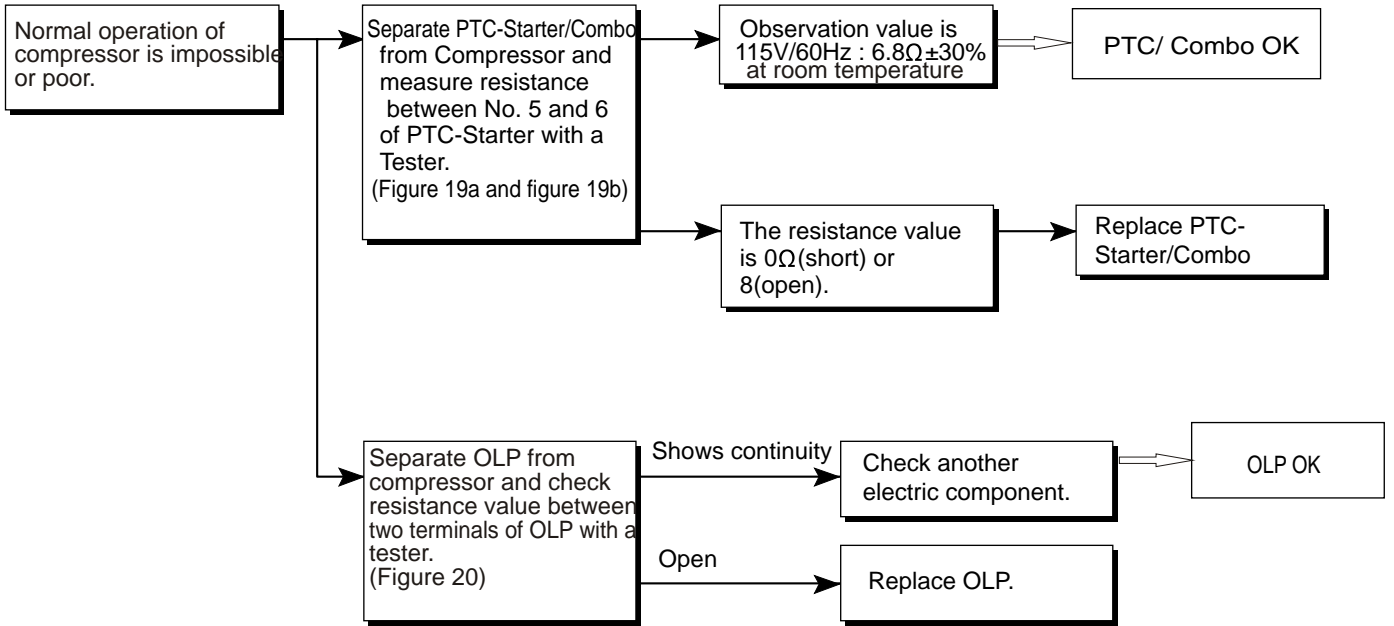 Normal operation of
compressor is impossible
or poor.
Separate PTC-Starter/Combo
from Compressor and
measure resistance
between No. 5 and 6
of PTC-Starter with a
Tester.
(Figure 19a and figure 19b)
Observation value is
115V/60Hz : 6.8Ω±30%
at room temperature
PTC/ Combo OK
The resistance value
is 0Ω(short) or
8(open).
Replace PTC-
Starter/Combo
Separate OLP from
compressor and check
resistance value between
two terminals of OLP with a
tester.
(Figure 20)
Shows continuity
Check another
electric component.
OLP OK
Open
Replace OLP.